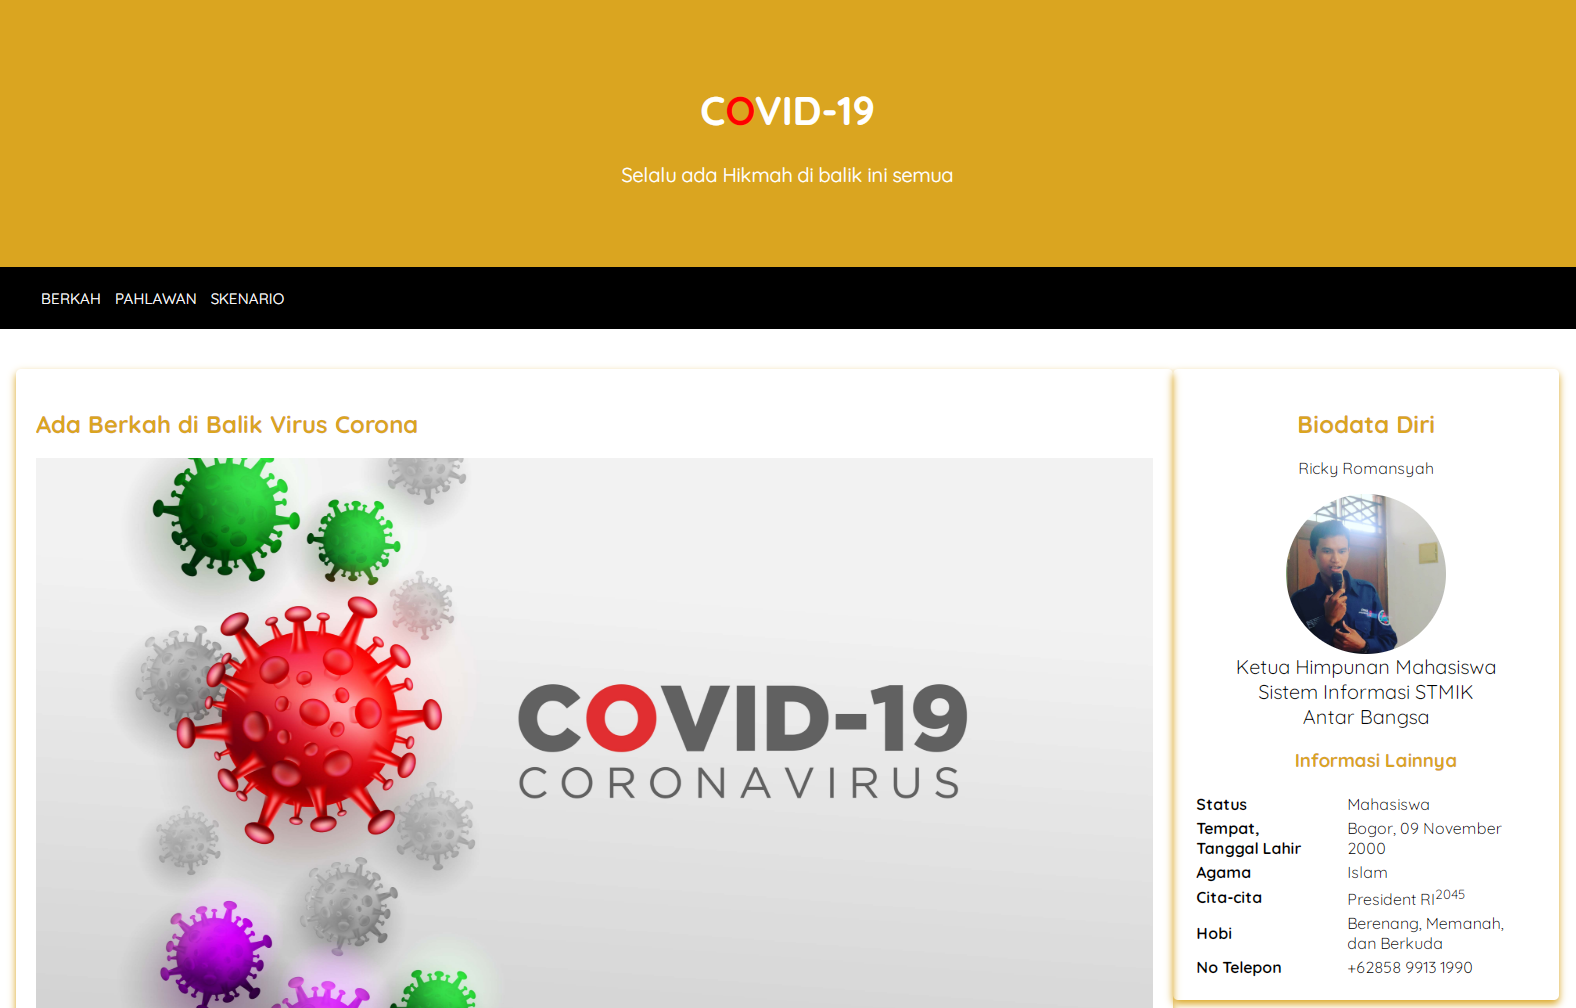 COVID-19
Selalu ada Hikmah di balik ini semua
BERKAH PAHLAWAN SKENARIO
Ada Berkah di Balik Virus Corona
COVID-19
CORONAVIRUS
Biodata Diri
Ricky Romansyah
Ketua Himpunan Mahasiswa
Sistem Informasi STMIK
Antar Bangsa
Informasi Lainnya
Status Mahasiswa
Tempat, Bogor, 09 November
Tanggal Lahir 2000
Agama Islam
Cita-cita President RI2045
Hobi Berenang, Memanah,
dan Berkuda
No Telepon +62858 9913 1990